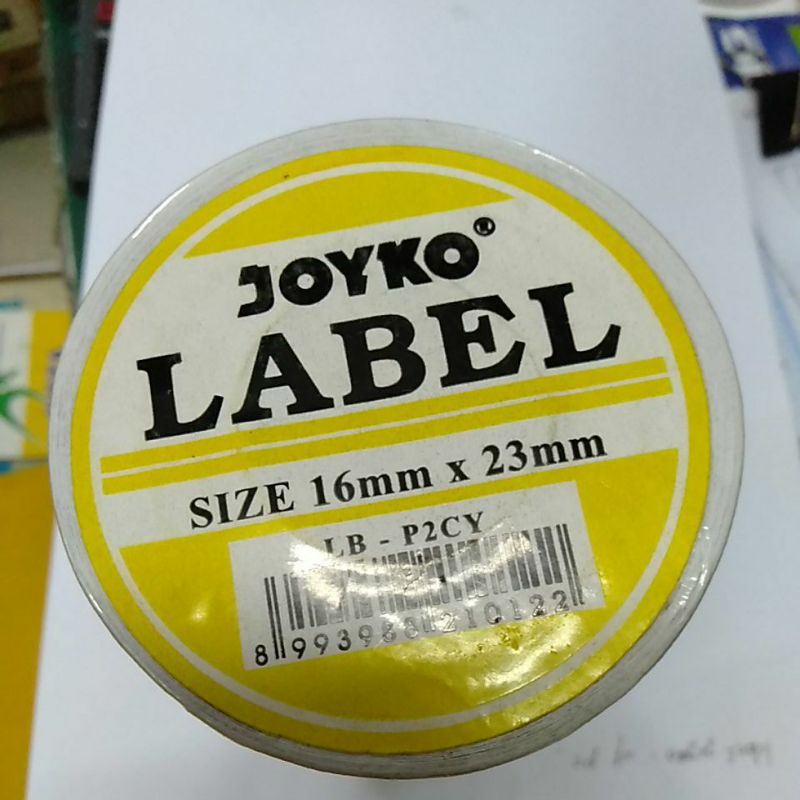 JOYKO®
LABEL
SIZE 16mm x 23mm
LB - P2CY
8 993988 210122